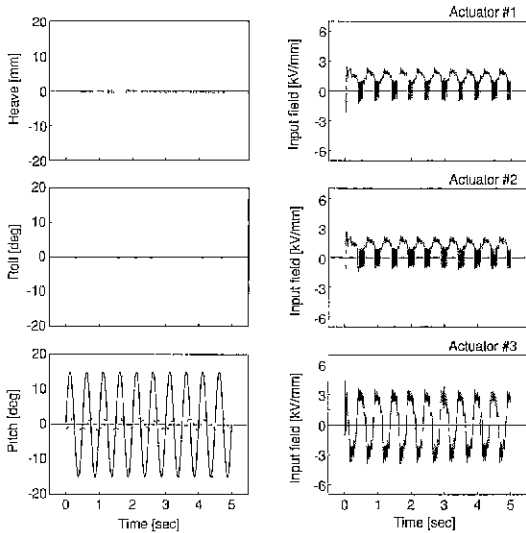 20
10
0
-10
-20
Heave [mm]
Actuator #1
6
3
0
-3
-6
Input field [kV/mm]
20
10
0
-10
-20
Roll [deg]
Actuator #2
6
3
0
-3
-6
Input field [kV/mm]
20
10
0
-10
-20
Pitch [deg]
0 1 2 3 4 5
Time [sec]
Actuator #3
6
3
0
-3
-6
Input field [kV/mm]
0 1 2 3 4 5
Time [sec]